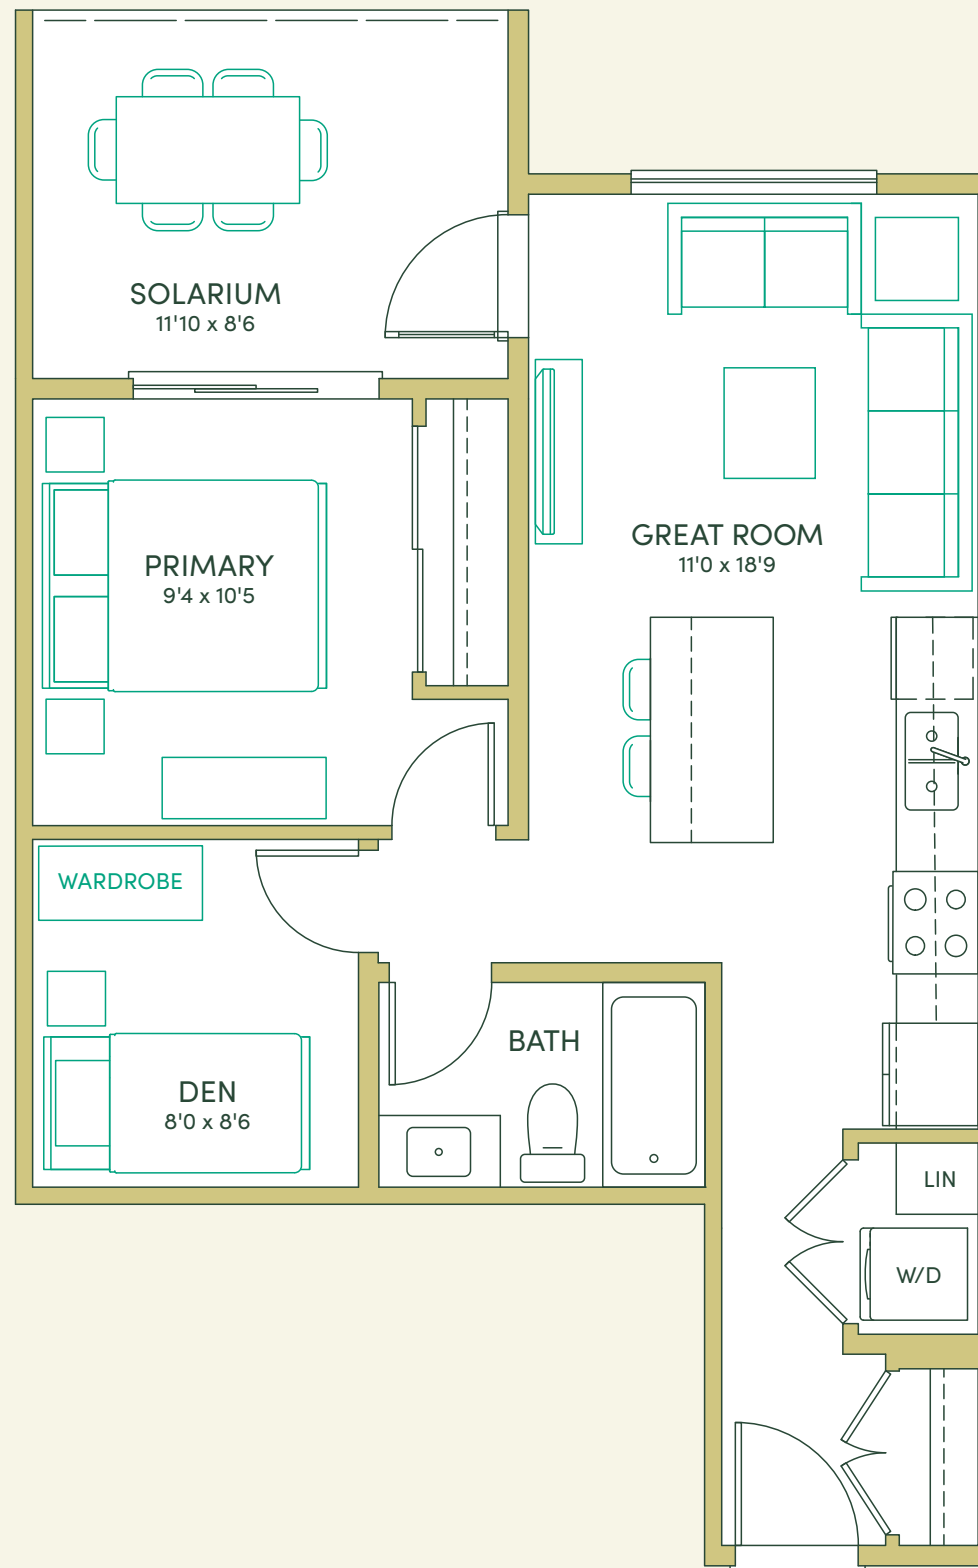 SOLARIUM
11'10 x 8'6
GREAT ROOM
11'0 x 18'9
PRIMARY
9'4 x 10'5
WARDROBE
BATH
DEN
8'0 x 8'6
LIN
W/D